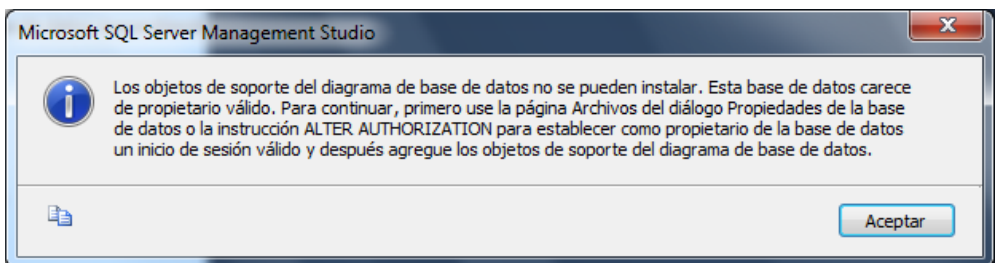 Microsoft SQL Server Management Studio
Los objetos de soporte del diagrama de base de datos no se pueden instalar. Esta base de datos carece
de propietario válido. Para continuar, primero use la página Archivos del diálogo Propiedades de la base
de datos o la instrucción ALTER AUTHORIZATION para establecer como propietario de la base de datos
un inicio de sesión válido y después agregue los objetos de soporte del diagrama de base de datos.
Aceptar